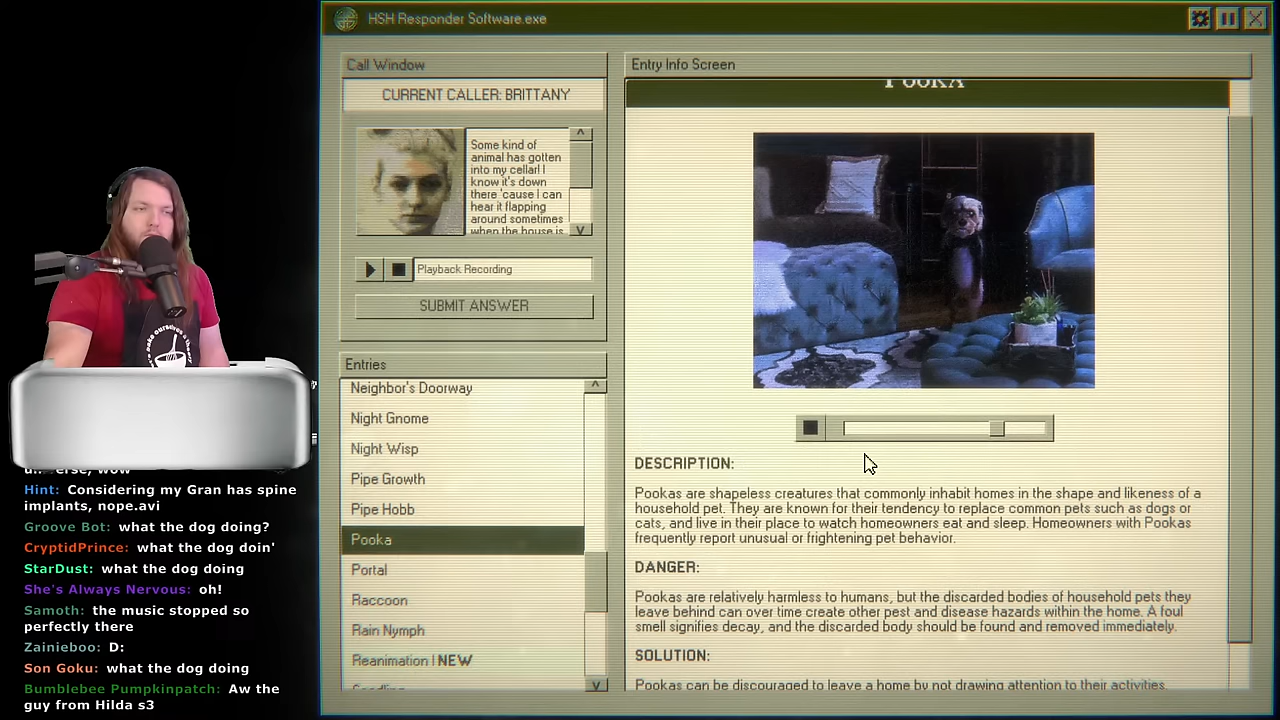 HSH Responder Software.exe
Call Window
CURRENT CALLER: BRITTANY
Some kind of
animal has gotten
into my cellar! I
know it's down
there 'cause I can
hear it flapping
around sometimes
when the house is
Playback Recording
SUBMIT ANSWER
Entries
Neighbor's Doorway
Night Gnome
Night Wisp
Pipe Growth
Pipe Hobb
Pooka
Portal
Raccoon
Rain Nymph
Reanimation | NEW
Seedling
Entry Info Screen
POOKA
DESCRIPTION:
Pookas are shapeless creatures that commonly inhabit homes in the shape and likeness of a
household pet. They are known for their tendency to replace common pets such as dogs or
cats, and live in their place to watch homeowners eat and sleep. Homeowners with Pookas
frequently report unusual or frightening pet behavior.
DANGER:
Pookas are relatively harmless to humans, but the discarded bodies of household pets they
leave behind can over time create other pest and disease hazards within the home. A foul
smell signifies decay, and the discarded body should be found and removed immediately.
SOLUTION:
Pookas can be discouraged to leave a home by not drawing attention to their activities.
wow
Hint: Considering my Gran has spine
implants, nope.avi
Groove Bot: what the dog doing?
CryptidPrince: what the dog doin'
StarDust: what the dog doing
She's Always Nervous: oh!
Samoth: the music stopped so
perfectly there
Zainieboo: D:
Son Goku: what the dog doing
Bumblebee Pumpkinpatch: Aw the
guy from Hilda s3